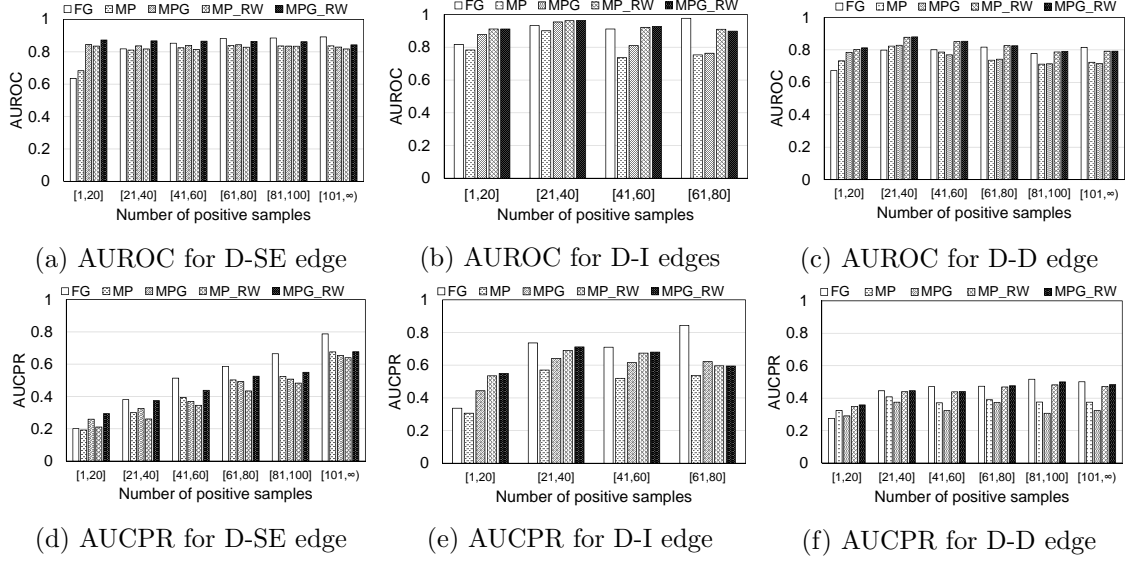 FG MP MPG MP_RW MPG_RW
1
0.8
0.6
0.4
0.2
0
AUROC
[1,20] [21,40] [41,60] [61,80] [81,100] [101,∞)
Number of positive samples
(a) AUROC for D-SE edge
FG MP MPG MP_RW MPG_RW
1
0.8
0.6
0.4
0.2
0
AUROC
[1,20] [21,40] [41,60] [61,80]
Number of positive samples
(b) AUROC for D-I edges
FG MP MPG MP_RW MPG_RW
1
0.8
0.6
0.4
0.2
0
AUROC
[1,20] [21,40] [41,60] [61,80] [81,100] [101,∞)
Number of positive samples
(c) AUROC for D-D edge
FG MP MPG MP_RW MPG_RW
1
0.8
0.6
0.4
0.2
0
AUCPR
[1,20] [21,40] [41,60] [61,80] [81,100] [101,∞)
Number of positive samples
(d) AUCPR for D-SE edge
FG MP MPG MP_RW MPG_RW
1
0.8
0.6
0.4
0.2
0
AUCPR
[1,20] [21,40] [41,60] [61,80]
Number of positive samples
(e) AUCPR for D-I edge
FG MP MPG MP_RW MPG_RW
1
0.8
0.6
0.4
0.2
0
AUCPR
[1,20] [21,40] [41,60] [61,80] [81,100] [101,∞)
Number of positive samples
(f) AUCPR for D-D edge